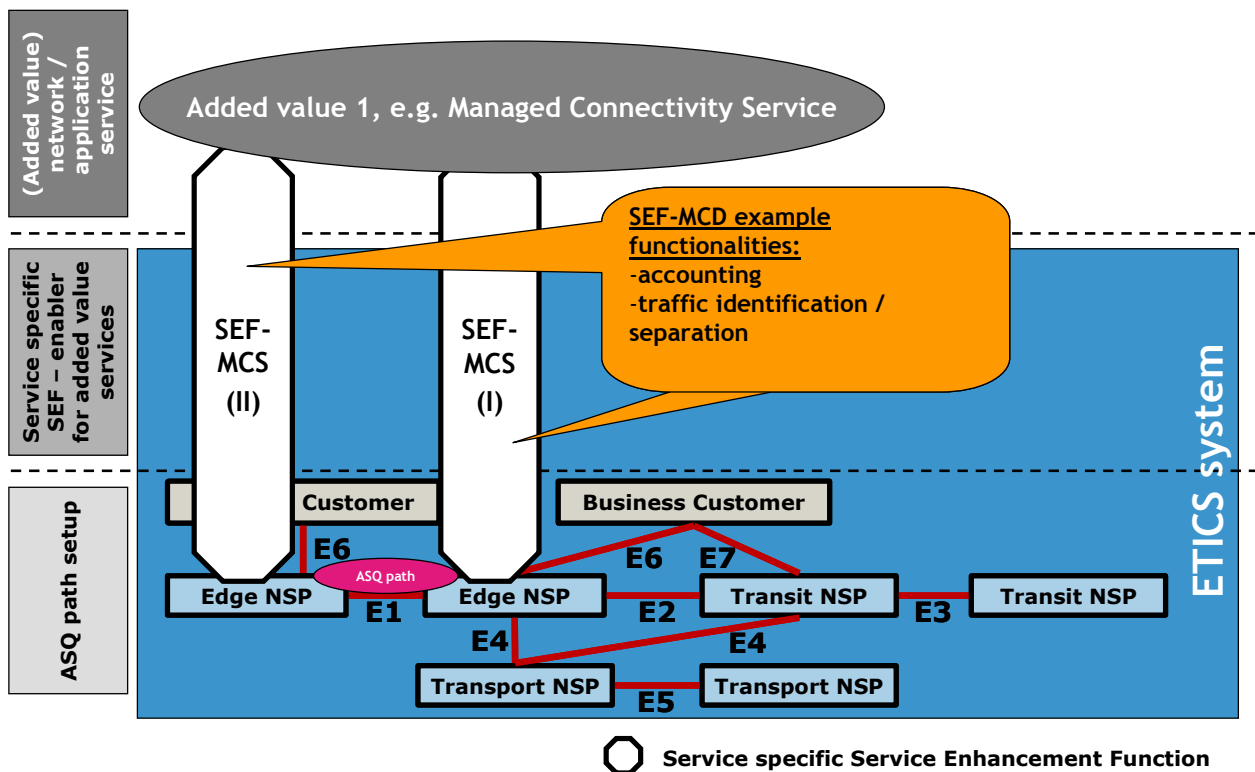 (Added value)
network /
application
service
Added value 1, e.g. Managed Connectivity Service
SEF-MCD example
functionalities:
-accounting
-traffic identification /
separation
Service specific
SEF – enabler
for added value
services
SEF-
MCS
(II)
SEF-
MCS
(I)
ETICS system
ASQ path setup
Customer
Business Customer
E6
E6
E7
ASQ path
Edge NSP
E1
Edge NSP
E2
Transit NSP
E3
Transit NSP
E4
E4
Transport NSP
E5
Transport NSP
Service specific Service Enhancement Function